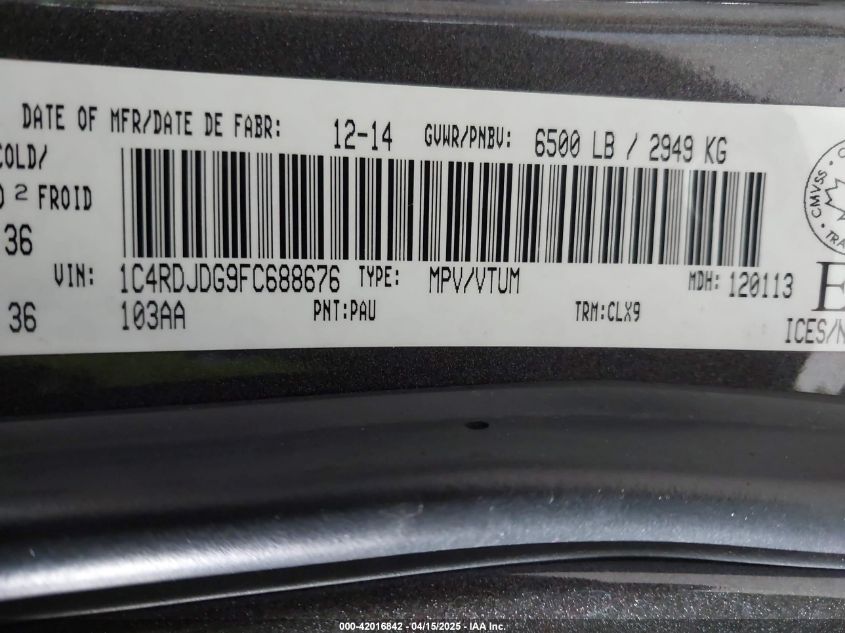 DATE OF MFR/DATE DE FABR: 12-14 GVWR/PNBV: 6500 LB / 2949 KG
COLD/
2 FROID
36
VIN: 1C4RDJDG9FC688676 TYPE: MPV/VTUM MDH: 120113
36 103AA PNT:PAU TRM:CLX9
ICES/N
CMVSS
TRA
000-42016842 - 04/15/2025 - IAA Inc.